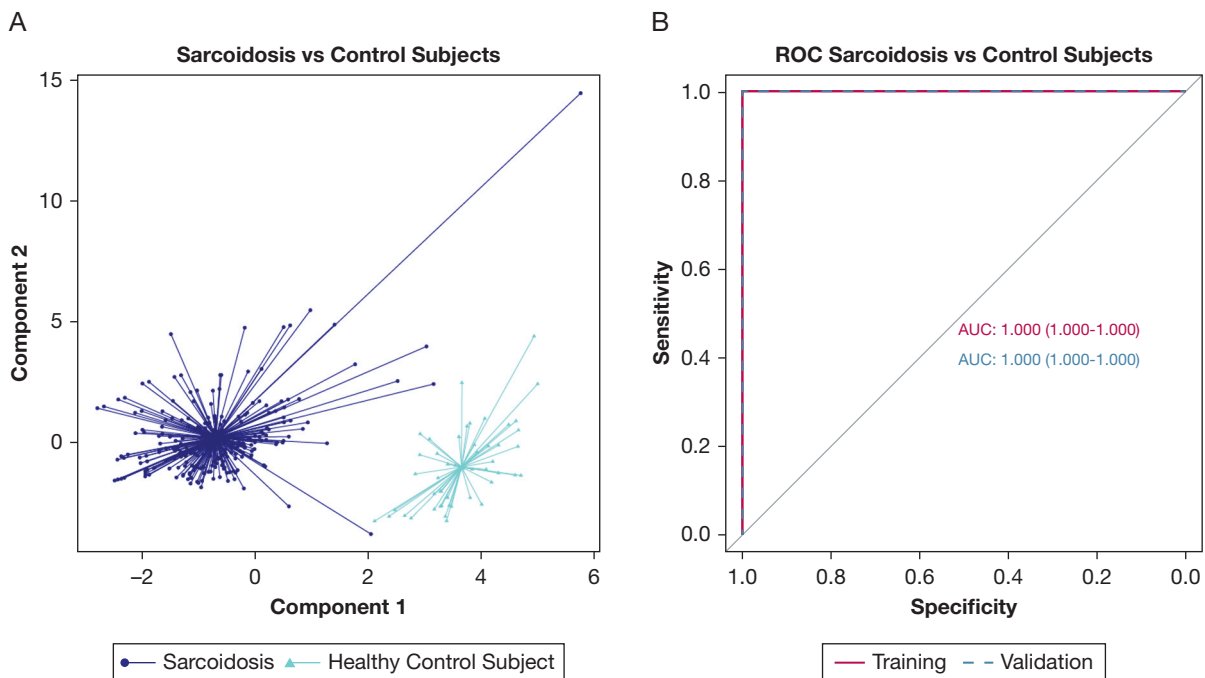 A
Sarcoidosis vs Control Subjects
15
10
5
0
Component 2
−2
0
2
4
6
Component 1
Sarcoidosis
Healthy Control Subject
B
ROC Sarcoidosis vs Control Subjects
1.0
0.8
0.6
0.4
0.2
0.0
Sensitivity
AUC: 1.000 (1.000-1.000)
AUC: 1.000 (1.000-1.000)
1.0
0.8
0.6
0.4
0.2
0.0
Specificity
Training
Validation